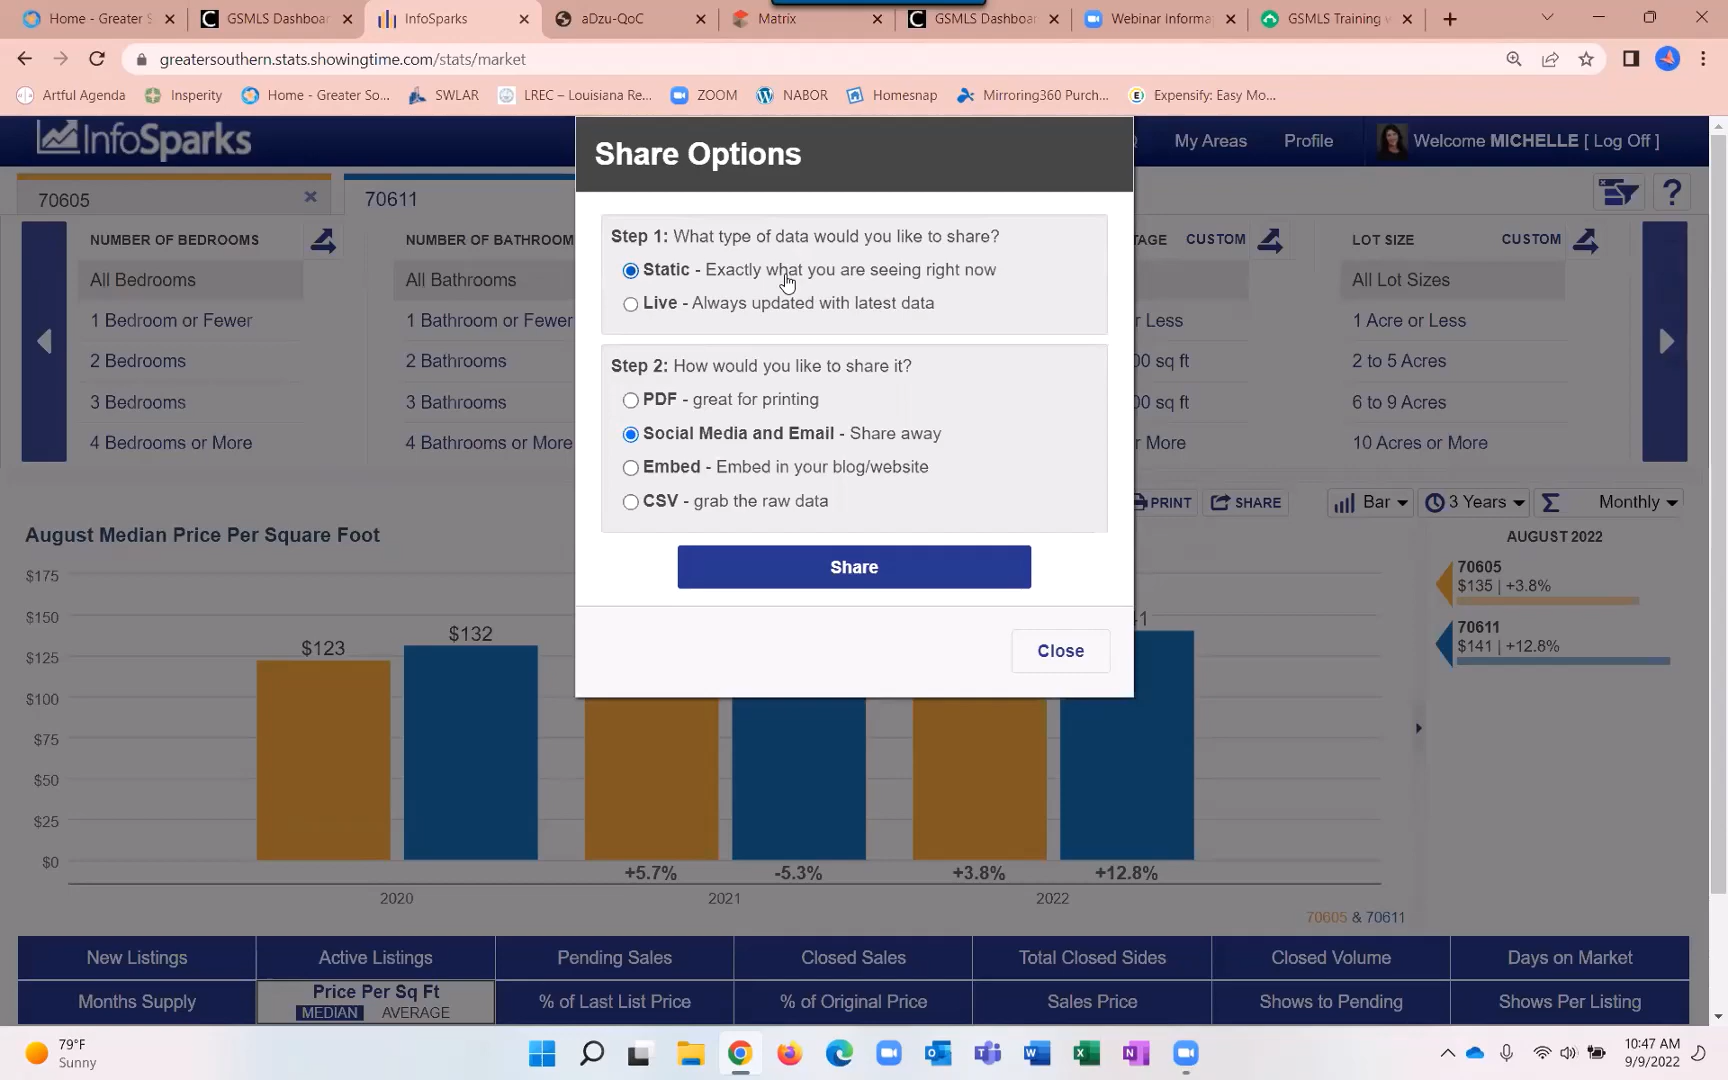 Home - Greater S
GSMLS Dashboa
InfoSparks
aDzu-QoC
Matrix
GSMLS Dashboa
Webinar Informa
GSMLS Training
greatersouthern.stats.showingtime.com/stats/market
Artful Agenda
Insperity
Home - Greater So...
SWLAR
LREC – Louisiana Re...
ZOOM
NABOR
Homesnap
Mirroring360 Purch...
Expensify: Easy Mo...
InfoSparks
My Areas
Profile
Welcome MICHELLE [ Log Off ]
70605
70611
?
Share Options
Step 1: What type of data would you like to share?
Static - Exactly what you are seeing right now
Live - Always updated with latest data
Step 2: How would you like to share it?
PDF - great for printing
Social Media and Email - Share away
Embed - Embed in your blog/website
CSV - grab the raw data
Share
Close
NUMBER OF BEDROOMS
All Bedrooms
1 Bedroom or Fewer
2 Bedrooms
3 Bedrooms
4 Bedrooms or More
NUMBER OF BATHROOM
All Bathrooms
1 Bathroom or Fewer
2 Bathrooms
3 Bathrooms
4 Bathrooms or More
TAGE CUSTOM
or Less
00 sq ft
00 sq ft
or More
LOT SIZE CUSTOM
All Lot Sizes
1 Acre or Less
2 to 5 Acres
6 to 9 Acres
10 Acres or More
PRINT
SHARE
Bar
3 Years
Σ Monthly
August Median Price Per Square Foot
$175
$150
$125
$100
$75
$50
$25
$0
$123
$132
41
+5.7%
-5.3%
+3.8%
+12.8%
2020
2021
2022
70605 & 70611
AUGUST 2022
70605
$135 | +3.8%
70611
$141 | +12.8%
New Listings
Active Listings
Pending Sales
Closed Sales
Total Closed Sides
Closed Volume
Days on Market
Months Supply
Price Per Sq Ft
MEDIAN AVERAGE
% of Last List Price
% of Original Price
Sales Price
Shows to Pending
Shows Per Listing
79°F
Sunny
10:47 AM
9/9/2022